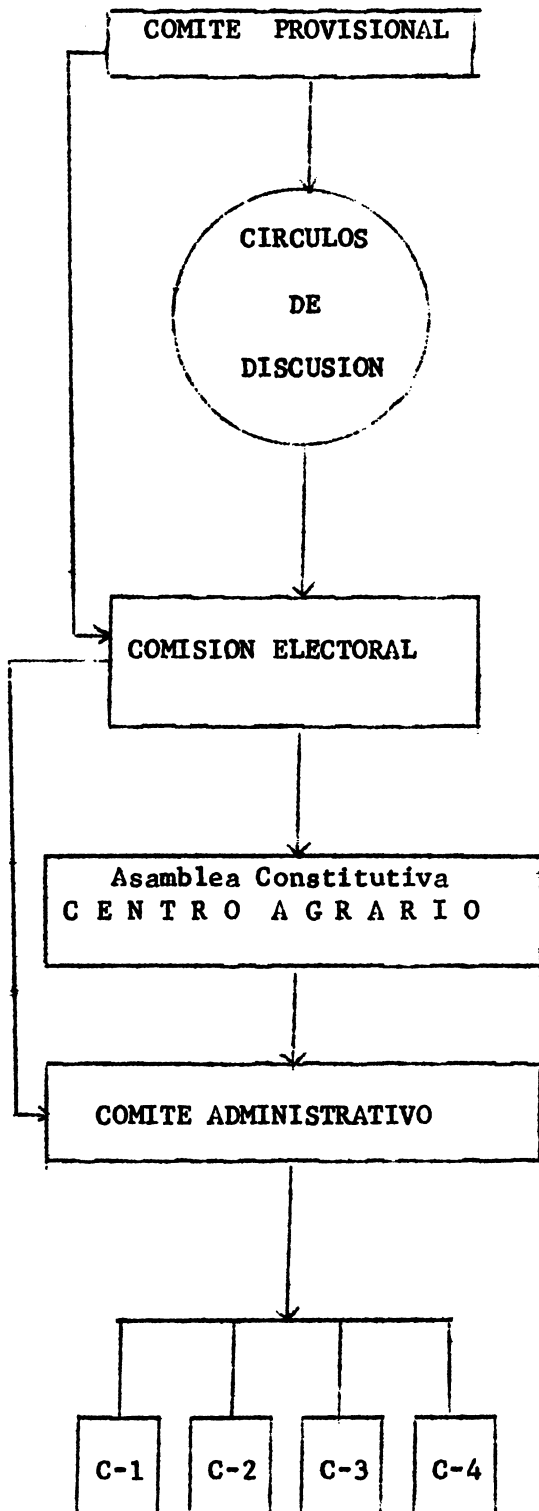 COMITE PROVISIONAL
CIRCULOS
DE
DISCUSION
COMISION ELECTORAL
Asamblea Constitutiva
C E N T R O A G R A R I O
COMITE ADMINISTRATIVO
C-1 C-2 C-3 C-4